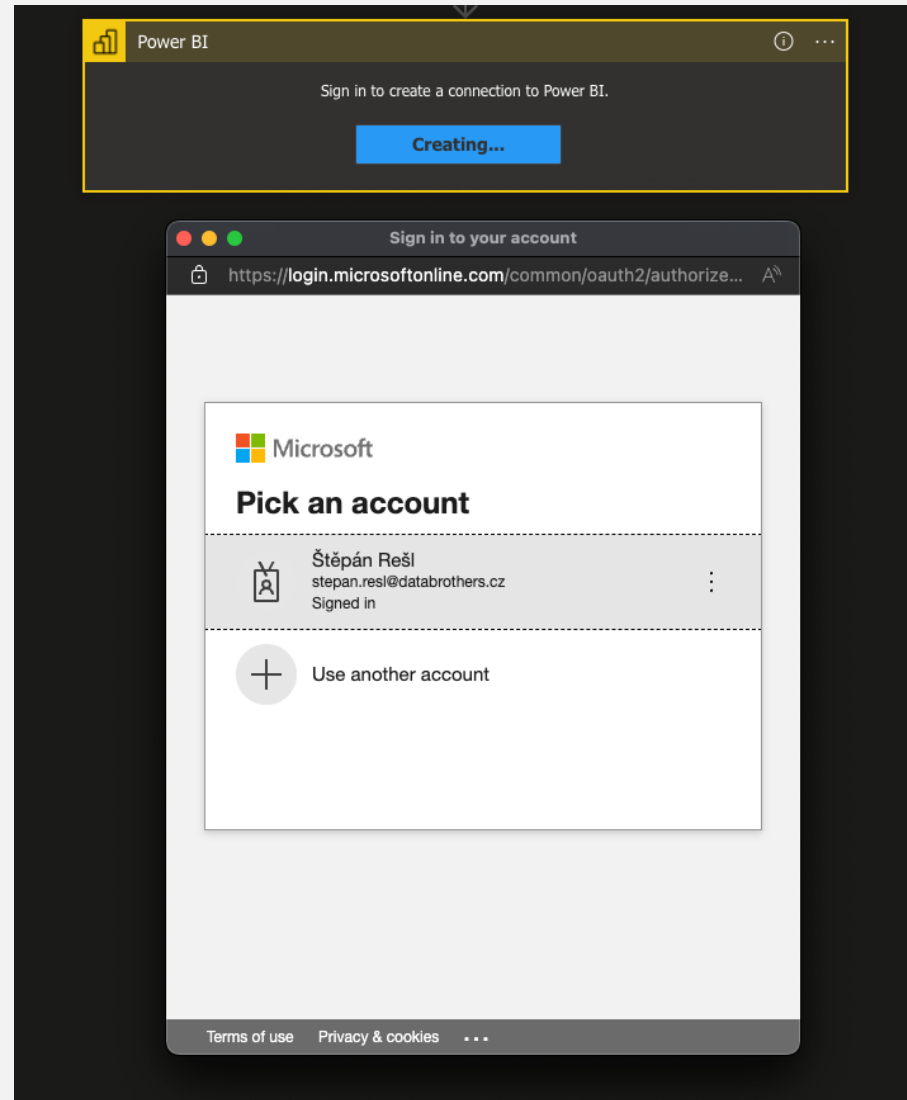 Power BI
Sign in to create a connection to Power BI.
Creating...
Sign in to your account
https://login.microsoftonline.com/common/oauth2/authorize...
Microsoft
Pick an account
Štěpán Rešl
stepan.resl@databrothers.cz
Signed in
Use another account
Terms of use Privacy & cookies ...